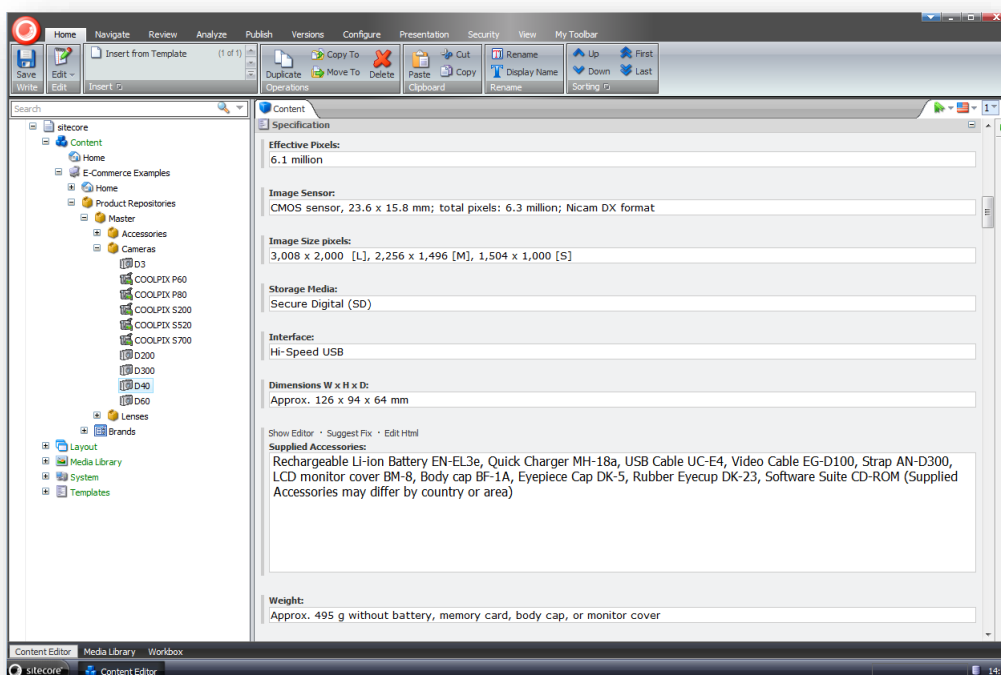 Home Navigate Review Analyze Publish Versions Configure Presentation Security View My Toolbar
Save
Write
Edit
Edit
Insert from Template (1 of 1)
Insert
Duplicate
Copy To
Move To
Delete
Operations
Paste
Cut
Copy
Clipboard
Rename
Display Name
Rename
Up
Down
First
Last
Sorting
Search
sitecore
Content
Home
E-Commerce Examples
Home
Product Repositories
Master
Accessories
Cameras
D3
COOLPIX P60
COOLPIX P80
COOLPIX S200
COOLPIX S520
COOLPIX S700
D200
D300
D40
D60
Lenses
Brands
Layout
Media Library
System
Templates
Content
1
Specification
Effective Pixels:
6.1 million
Image Sensor:
CMOS sensor, 23.6 x 15.8 mm; total pixels: 6.3 million; Nicam DX format
Image Size pixels:
3,008 x 2,000 [L], 2,256 x 1,496 [M], 1,504 x 1,000 [S]
Storage Media:
Secure Digital (SD)
Interface:
Hi-Speed USB
Dimensions W x H x D:
Approx. 126 x 94 x 64 mm
Show Editor · Suggest Fix · Edit Html
Supplied Accessories:
Rechargeable Li-ion Battery EN-EL3e, Quick Charger MH-18a, USB Cable UC-E4, Video Cable EG-D100, Strap AN-D300,
LCD monitor cover BM-8, Body cap BF-1A, Eyepiece Cap DK-5, Rubber Eyecup DK-23, Software Suite CD-ROM (Supplied
Accessories may differ by country or area)
Weight:
Approx. 495 g without battery, memory card, body cap, or monitor cover
Content Editor Media Library Workbox
sitecore Content Editor 14: